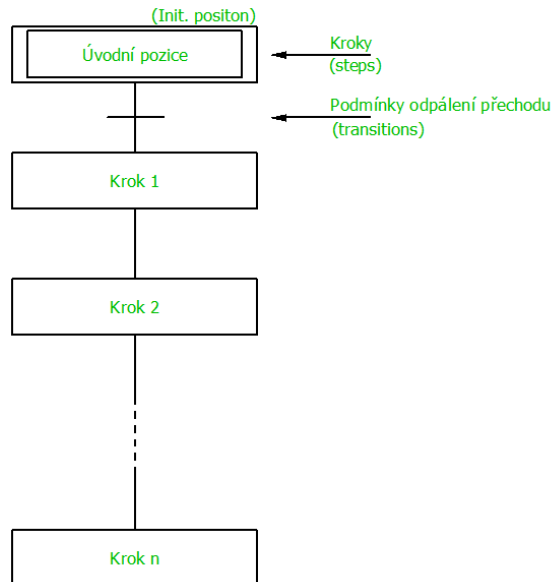 (Init. positon)
Úvodní pozice
Kroky
(steps)
Podmínky odpálení přechodu
(transitions)
Krok 1
Krok 2
Krok n